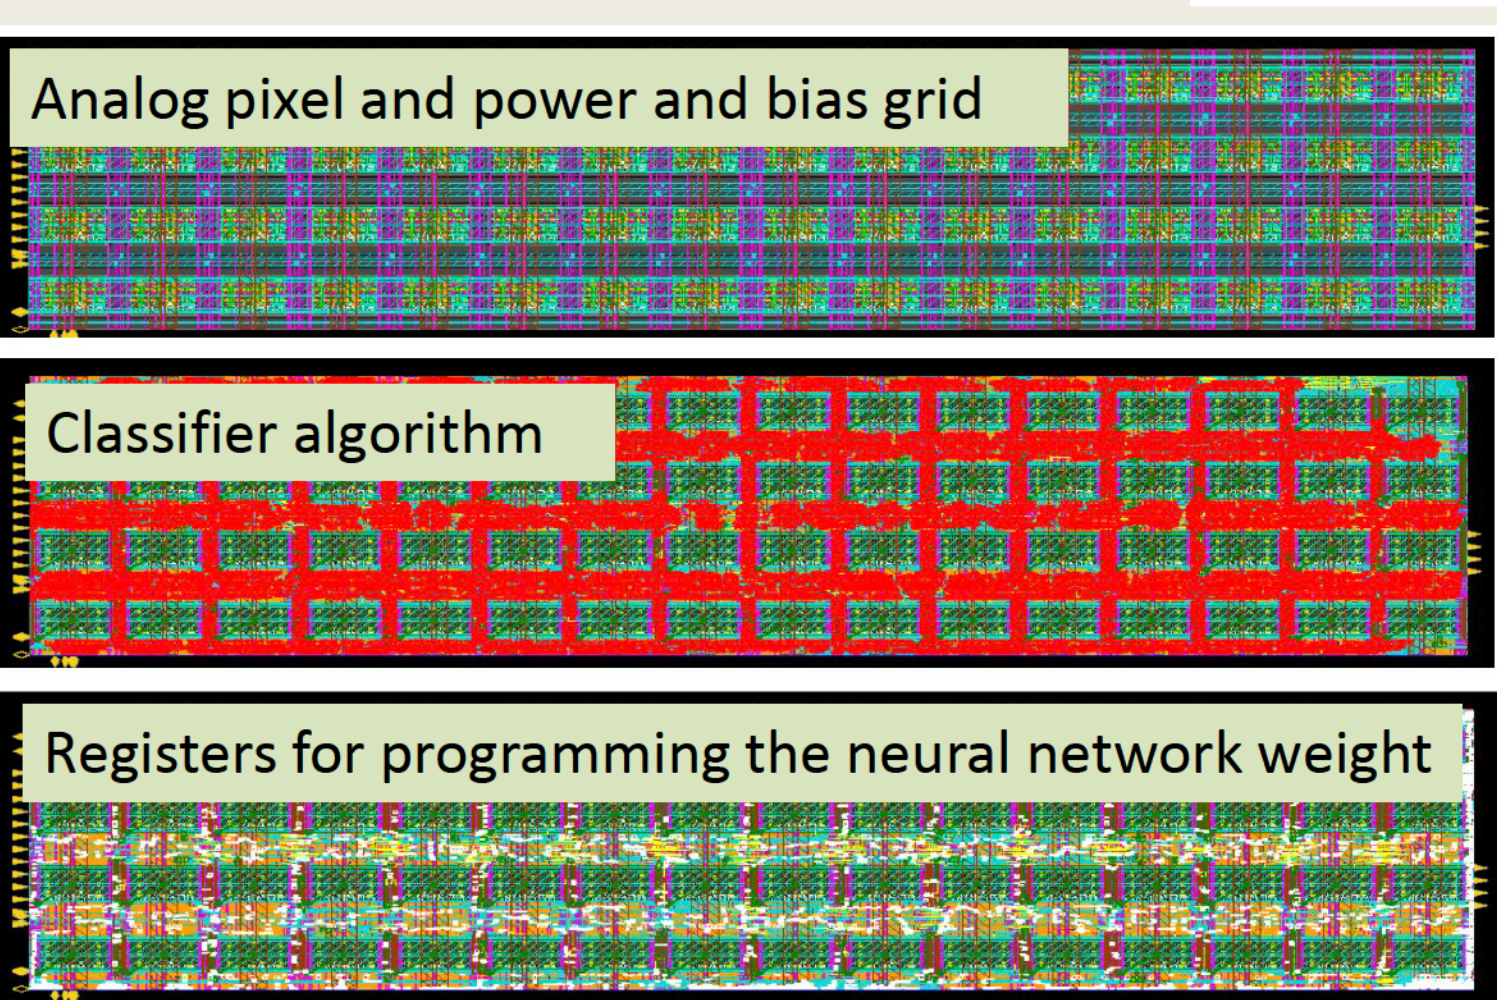 Analog pixel and power and bias grid
Classifier algorithm
Registers for programming the neural network weight